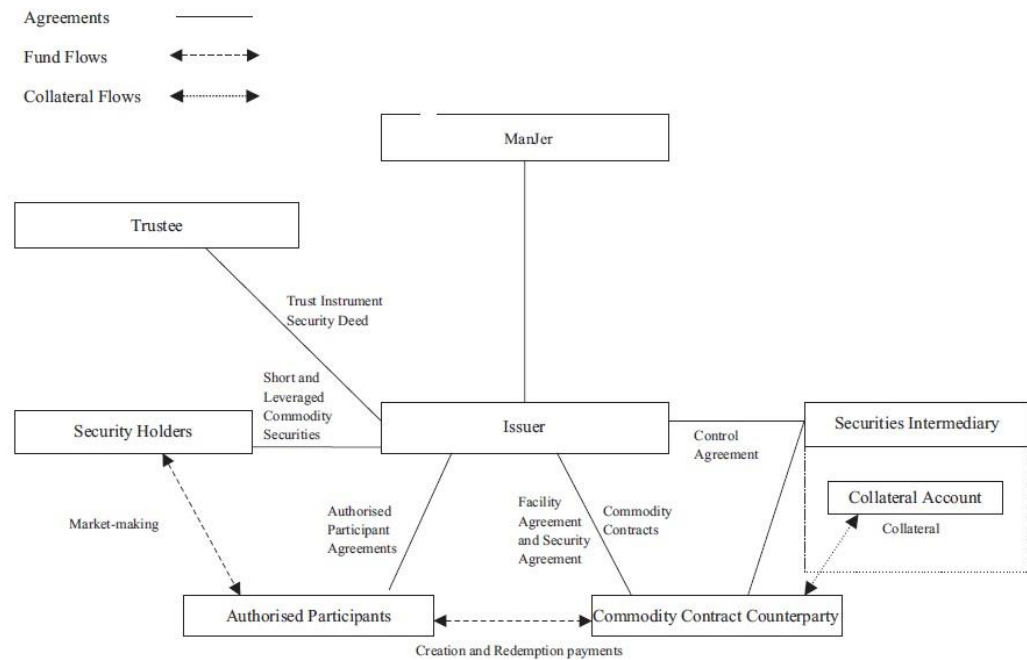 Agreements
Fund Flows
Collateral Flows
ManJer
Trustee
Trust Instrument
Security Deed
Short and
Leveraged
Commodity
Securities
Security Holders
Issuer
Control
Agreement
Securities Intermediary
Collateral Account
Collateral
Market-making
Authorised
Participant
Agreements
Facility
Agreement
and Security
Agreement
Commodity
Contracts
Authorised Participants
Commodity Contract Counterparty
Creation and Redemption payments